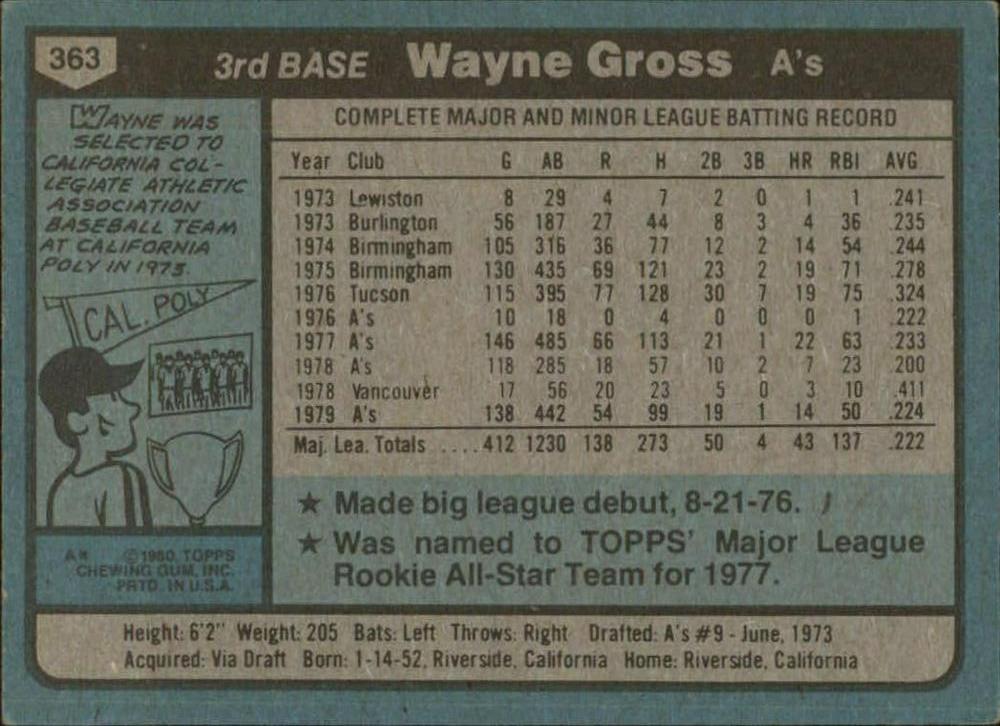 363
3rd BASE Wayne Gross A's
WAYNE WAS
SELECTED TO
CALIFORNIA COL-
LEGIATE ATHLETIC
ASSOCIATION
BASEBALL TEAM
AT CALIFORNIA
POLY IN 1973.
CAL. POLY
COMPLETE MAJOR AND MINOR LEAGUE BATTING RECORD
Year Club G AB R H 2B 3B HR RBI AVG
1973 Lewiston 8 29 4 7 2 0 1 1 .241
1973 Burlington 56 187 27 44 8 3 4 36 .235
1974 Birmingham 105 316 36 77 12 2 14 54 .244
1975 Birmingham 130 435 69 121 23 2 19 71 .278
1976 Tucson 115 395 77 128 30 7 19 75 .324
1976 A's 10 18 0 4 0 0 0 1 .222
1977 A's 146 485 66 113 21 1 22 63 .233
1978 A's 118 285 18 57 10 2 7 23 .200
1978 Vancouver 17 56 20 23 5 0 3 10 .411
1979 A's 138 442 54 99 19 1 14 50 .224
Maj. Lea. Totals ....412 1230 138 273 50 4 43 137 .222
★ Made big league debut, 8-21-76.
★ Was named to TOPPS' Major League
Rookie All-Star Team for 1977.
A* ©1980 TOPPS
CHEWING GUM, INC.
PRTD. IN U.S.A.
Height: 6'2" Weight: 205 Bats: Left Throws: Right Drafted: A's #9 - June, 1973
Acquired: Via Draft Born: 1-14-52, Riverside, California Home: Riverside, California